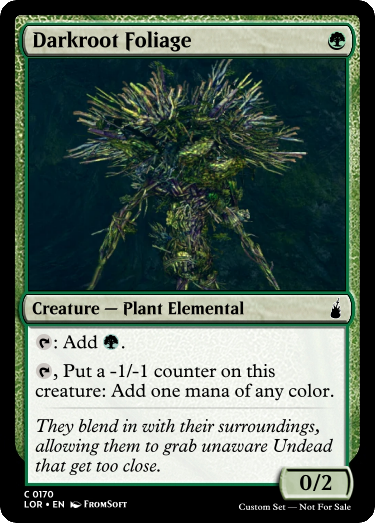 Darkroot Foliage
Creature — Plant Elemental
: Add .
, Put a -1/-1 counter on this
creature: Add one mana of any color.
They blend in with their surroundings,
allowing them to grab unaware Undead
that get too close.
0/2
C 0170
LOR • EN FromSoft
Custom Set — Not For Sale